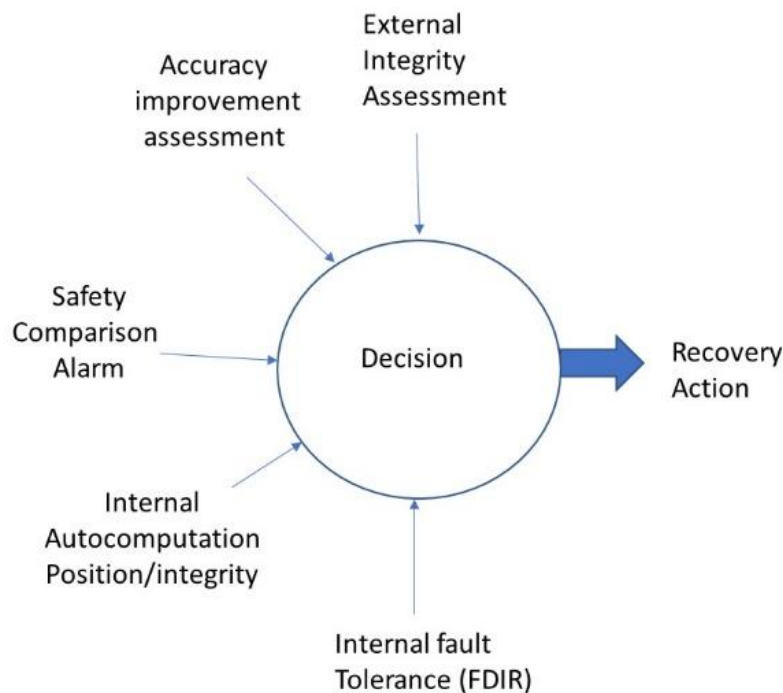 External
Integrity
Assessment
Accuracy
improvement
assessment
Safety
Comparison
Alarm
Decision
Recovery
Action
Internal
Autocomputation
Position/integrity
Internal fault
Tolerance (FDIR)